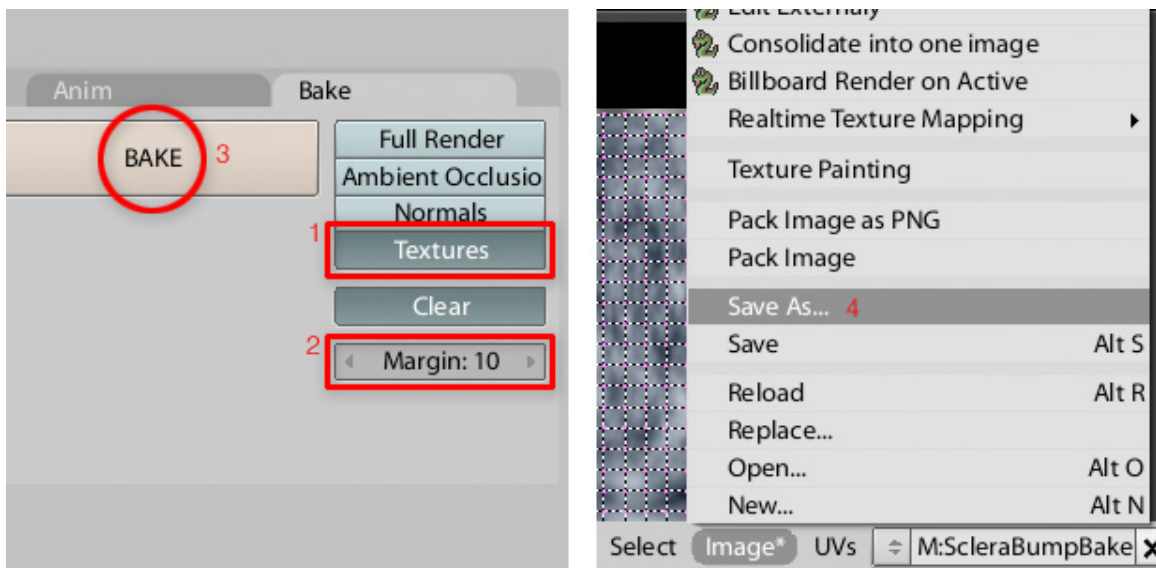 Anim
Bake
BAKE
3
Full Render
Ambient Occlusio
Normals
1
Textures
Clear
2
Margin: 10
Edit Externaly
Consolidate into one image
Billboard Render on Active
Realtime Texture Mapping
Texture Painting
Pack Image as PNG
Pack Image
Save As... 4
Save Alt S
Reload Alt R
Replace...
Open... Alt O
New... Alt N
Select Image* UVs M:ScleraBumpBake